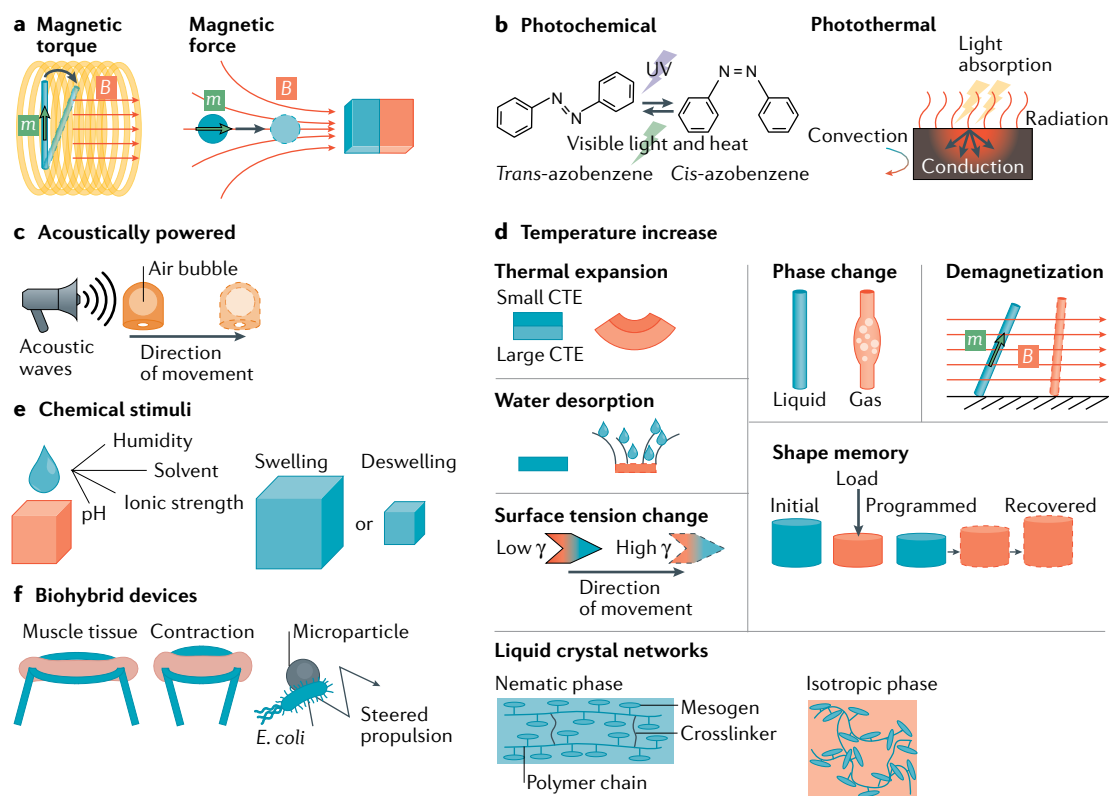 a Magnetic torque
B
m
Magnetic force
m
B
b Photochemical
N
N
UV
N=N
Visible light and heat
Trans-azobenzene
Cis-azobenzene
Photothermal
Light absorption
Radiation
Convection
Conduction
c Acoustically powered
Air bubble
Acoustic waves
Direction of movement
d Temperature increase
Thermal expansion
Small CTE
Large CTE
Water desorption
Surface tension change
Low γ
High γ
Direction of movement
Phase change
Liquid
Gas
Demagnetization
m
B
Shape memory
Load
Initial
Programmed
Recovered
Liquid crystal networks
Nematic phase
Mesogen
Crosslinker
Polymer chain
Isotropic phase
e Chemical stimuli
Humidity
Solvent
Ionic strength
pH
Swelling
or
Deswelling
f Biohybrid devices
Muscle tissue
Contraction
Microparticle
E. coli
Steered propulsion